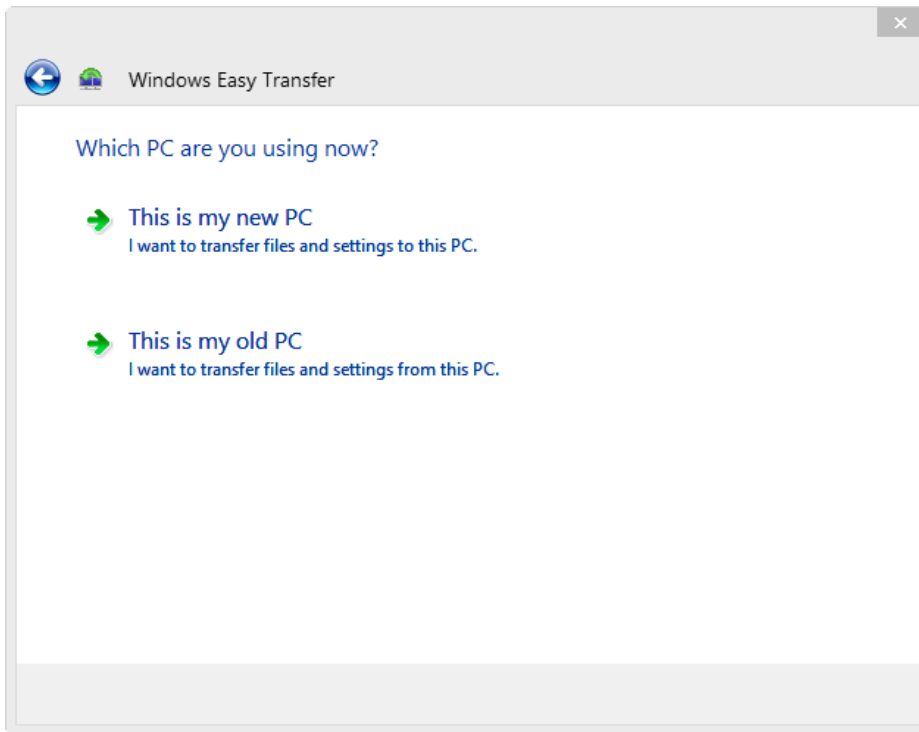 Windows Easy Transfer
Which PC are you using now?
This is my new PC
I want to transfer files and settings to this PC.
This is my old PC
I want to transfer files and settings from this PC.